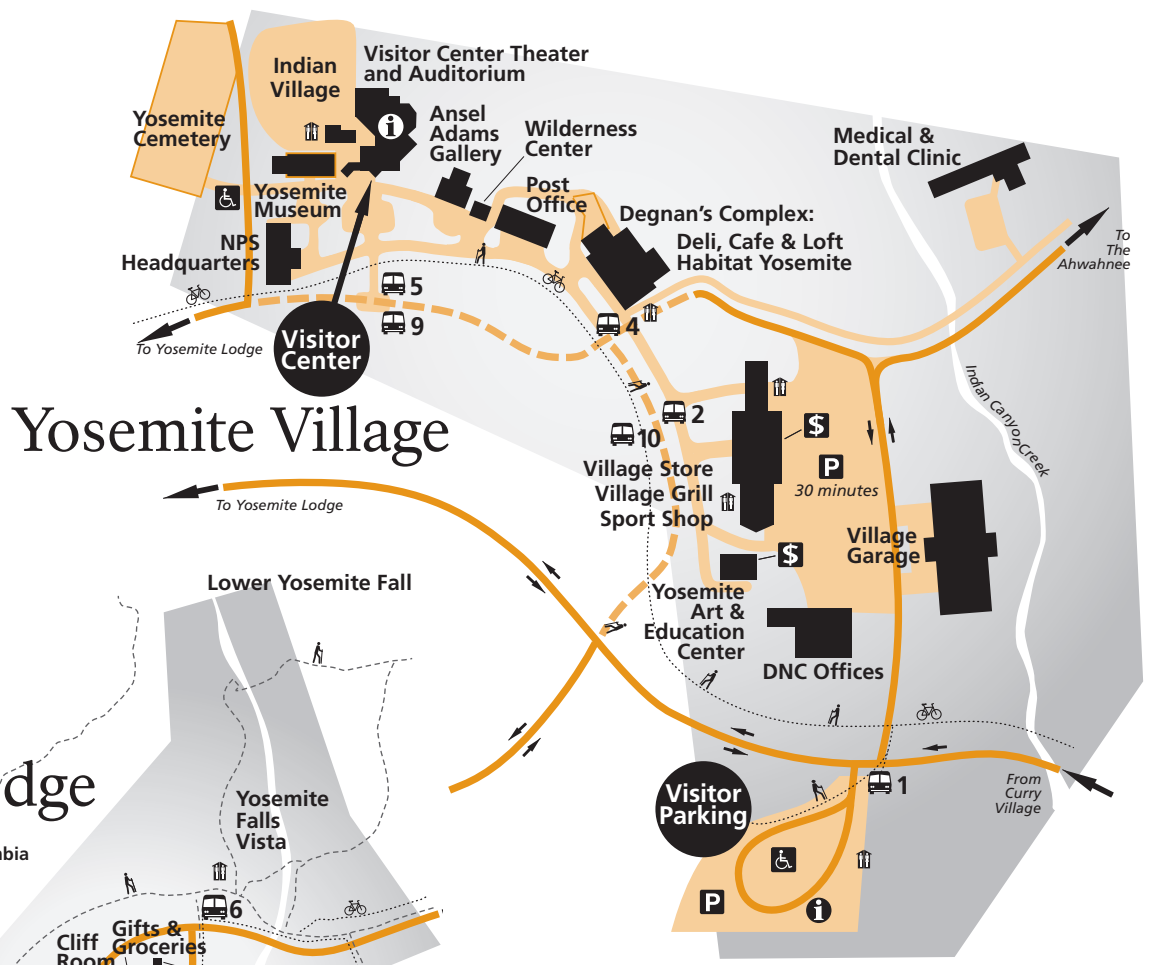 Visitor Center Theater
and Auditorium
Indian
Village
Yosemite
Cemetery
i
Ansel
Adams
Gallery
Wilderness
Center
Medical &
Dental Clinic
Yosemite
Museum
Post
Office
Degnan's Complex:
Deli, Cafe & Loft
Habitat Yosemite
NPS
Headquarters
To
The
Ahwahnee
5
9
4
To Yosemite Lodge
Visitor
Center
Yosemite Village
2
10
$
P
30 minutes
Indian Canyon Creek
Village Store
Village Grill
Sport Shop
To Yosemite Lodge
Village
Garage
$
Lower Yosemite Fall
Yosemite
Art &
Education
Center
DNC Offices
dge
Yosemite
Falls
Vista
bia
Visitor
Parking
1
From
Curry
Village
P
i
6
Gifts &
Groceries
Cliff
Room